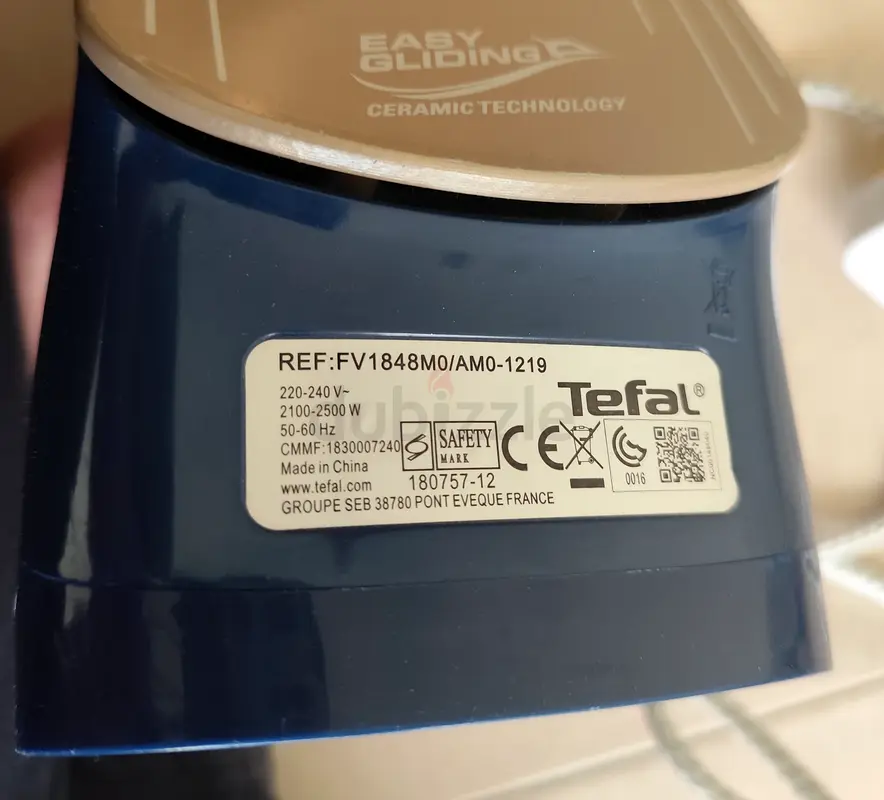 EASY
GLIDING
CERAMIC TECHNOLOGY
REF:FV1848M0/AM0-1219
220-240 V~
2100-2500 W
50-60 Hz
CMMF:1830007240
Made in China
www.tefal.com
GROUPE SEB 38780 PONT EVEQUE FRANCE
SAFETY
MARK
180757-12
CE
Tefal®
0016
dubizzle